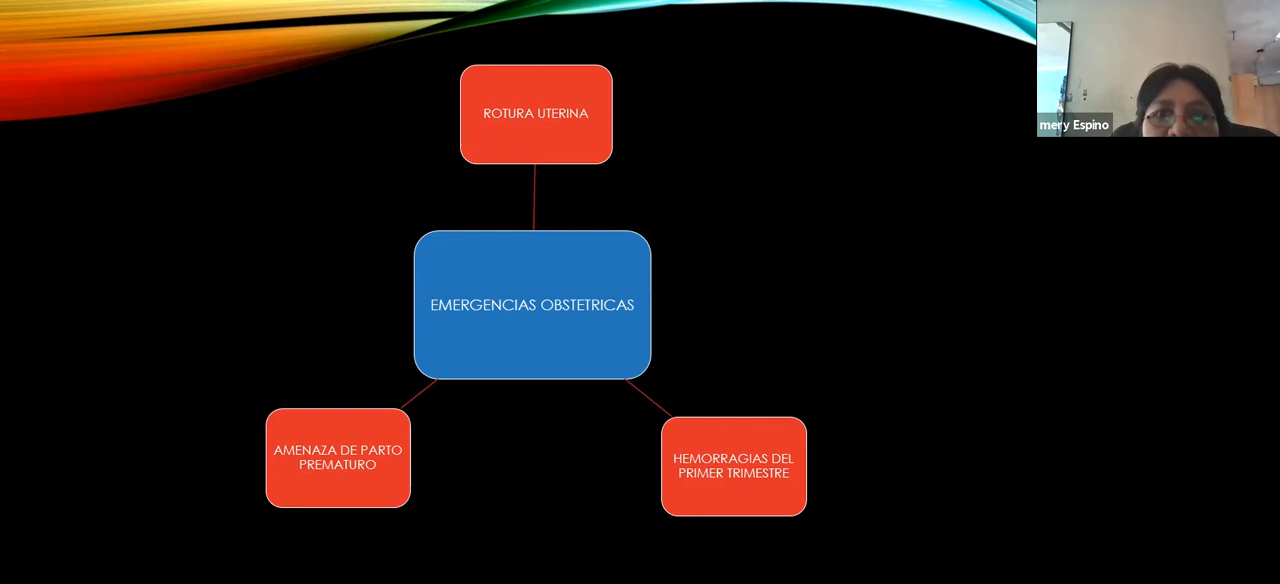 ROTURA UTERINA
mery Espino
EMERGENCIAS OBSTETRICAS
AMENAZA DE PARTO
PREMATURO
HEMORRAGIAS DEL
PRIMER TRIMESTRE